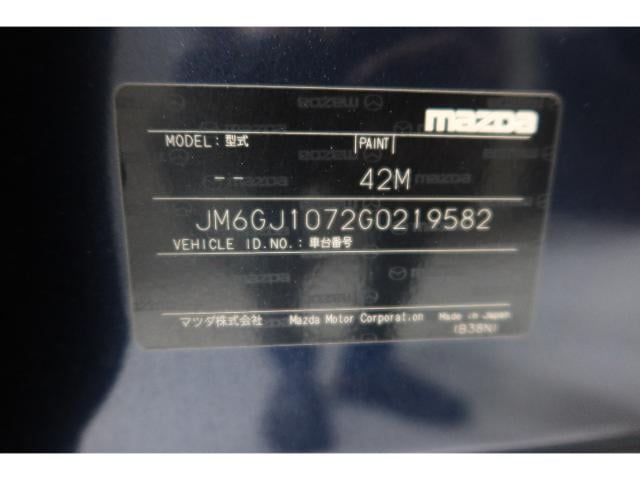 mazda
MODEL: 型式 PAINT
-- 42M
JM6GJ1072G0219582
VEHICLE ID.NO.: 車台番号
マツダ株式会社 Mazda Motor Corporation Made in Japan
(B38N)